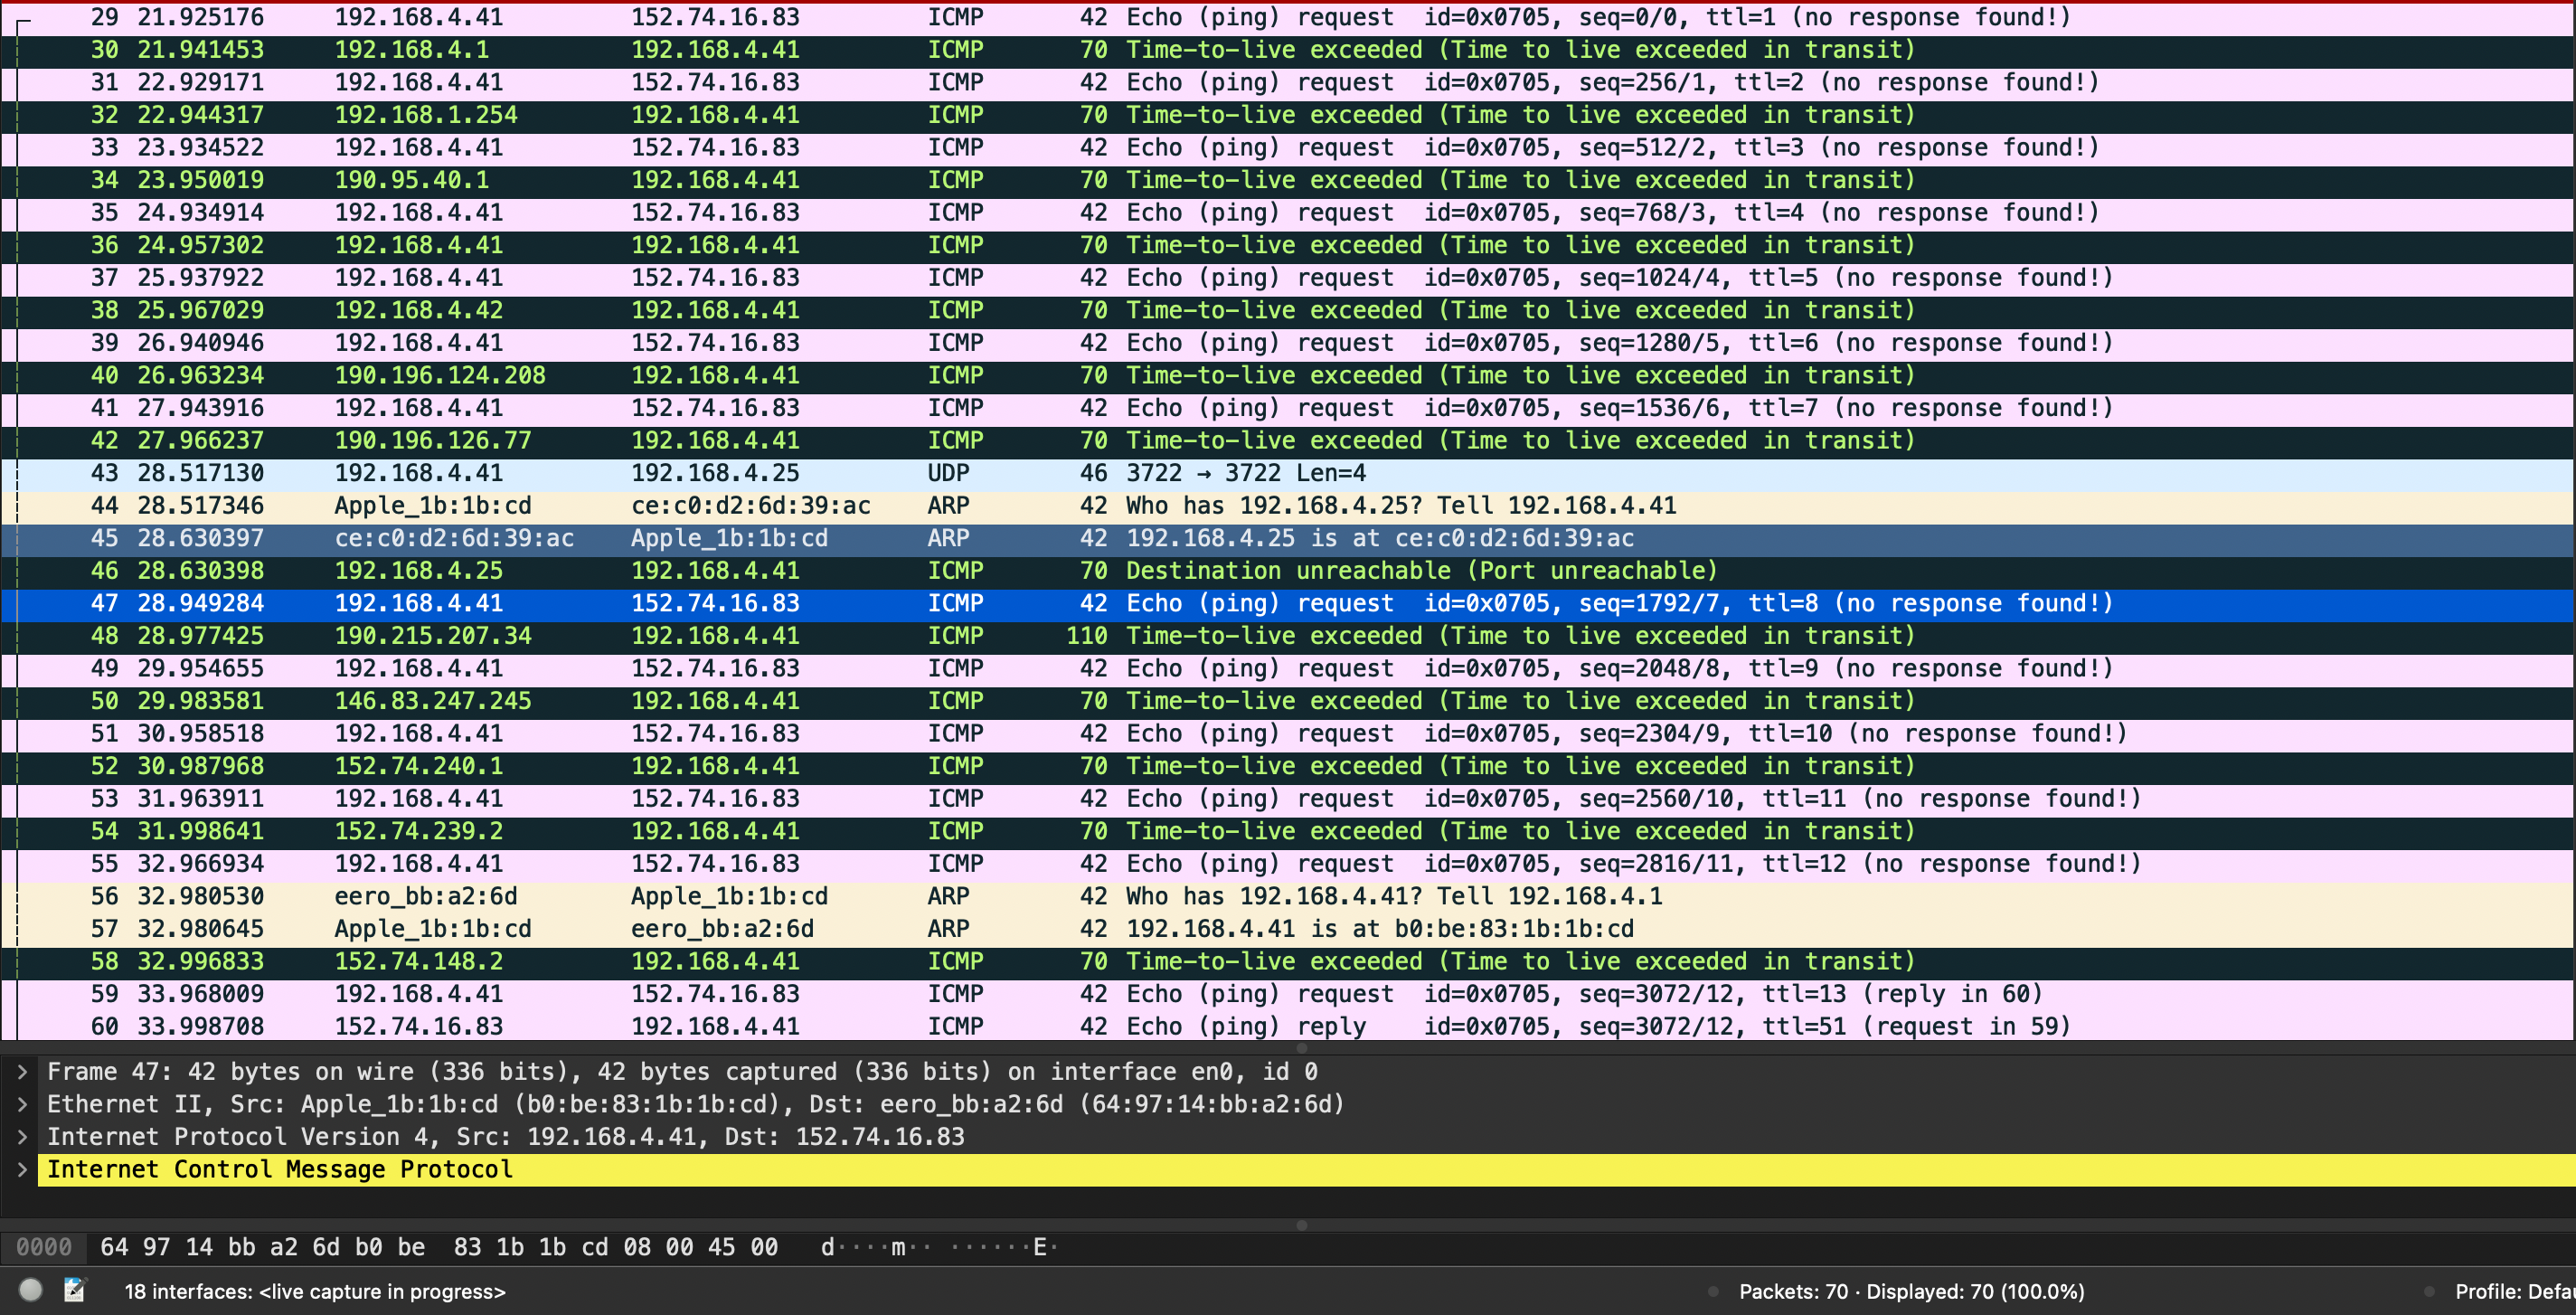 29 21.925176 192.168.4.41 152.74.16.83 ICMP 42 Echo (ping) request id=0x0705, seq=0/0, ttl=1 (no response found!)
30 21.941453 192.168.4.1 192.168.4.41 ICMP 70 Time-to-live exceeded (Time to live exceeded in transit)
31 22.929171 192.168.4.41 152.74.16.83 ICMP 42 Echo (ping) request id=0x0705, seq=256/1, ttl=2 (no response found!)
32 22.944317 192.168.1.254 192.168.4.41 ICMP 70 Time-to-live exceeded (Time to live exceeded in transit)
33 23.934522 192.168.4.41 152.74.16.83 ICMP 42 Echo (ping) request id=0x0705, seq=512/2, ttl=3 (no response found!)
34 23.950019 190.95.40.1 192.168.4.41 ICMP 70 Time-to-live exceeded (Time to live exceeded in transit)
35 24.934914 192.168.4.41 152.74.16.83 ICMP 42 Echo (ping) request id=0x0705, seq=768/3, ttl=4 (no response found!)
36 24.957302 192.168.4.41 192.168.4.41 ICMP 70 Time-to-live exceeded (Time to live exceeded in transit)
37 25.937922 192.168.4.41 152.74.16.83 ICMP 42 Echo (ping) request id=0x0705, seq=1024/4, ttl=5 (no response found!)
38 25.967029 192.168.4.42 192.168.4.41 ICMP 70 Time-to-live exceeded (Time to live exceeded in transit)
39 26.940946 192.168.4.41 152.74.16.83 ICMP 42 Echo (ping) request id=0x0705, seq=1280/5, ttl=6 (no response found!)
40 26.963234 190.196.124.208 192.168.4.41 ICMP 70 Time-to-live exceeded (Time to live exceeded in transit)
41 27.943916 192.168.4.41 152.74.16.83 ICMP 42 Echo (ping) request id=0x0705, seq=1536/6, ttl=7 (no response found!)
42 27.966237 190.196.126.77 192.168.4.41 ICMP 70 Time-to-live exceeded (Time to live exceeded in transit)
43 28.517130 192.168.4.41 192.168.4.25 UDP 46 3722 → 3722 Len=4
44 28.517346 Apple_1b:1b:cd ce:c0:d2:6d:39:ac ARP 42 Who has 192.168.4.25? Tell 192.168.4.41
45 28.630397 ce:c0:d2:6d:39:ac Apple_1b:1b:cd ARP 42 192.168.4.25 is at ce:c0:d2:6d:39:ac
46 28.630398 192.168.4.25 192.168.4.41 ICMP 70 Destination unreachable (Port unreachable)
47 28.949284 192.168.4.41 152.74.16.83 ICMP 42 Echo (ping) request id=0x0705, seq=1792/7, ttl=8 (no response found!)
48 28.977425 190.215.207.34 192.168.4.41 ICMP 110 Time-to-live exceeded (Time to live exceeded in transit)
49 29.954655 192.168.4.41 152.74.16.83 ICMP 42 Echo (ping) request id=0x0705, seq=2048/8, ttl=9 (no response found!)
50 29.983581 146.83.247.245 192.168.4.41 ICMP 70 Time-to-live exceeded (Time to live exceeded in transit)
51 30.958518 192.168.4.41 152.74.16.83 ICMP 42 Echo (ping) request id=0x0705, seq=2304/9, ttl=10 (no response found!)
52 30.987968 152.74.240.1 192.168.4.41 ICMP 70 Time-to-live exceeded (Time to live exceeded in transit)
53 31.963911 192.168.4.41 152.74.16.83 ICMP 42 Echo (ping) request id=0x0705, seq=2560/10, ttl=11 (no response found!)
54 31.998641 152.74.239.2 192.168.4.41 ICMP 70 Time-to-live exceeded (Time to live exceeded in transit)
55 32.966934 192.168.4.41 152.74.16.83 ICMP 42 Echo (ping) request id=0x0705, seq=2816/11, ttl=12 (no response found!)
56 32.980530 eero_bb:a2:6d Apple_1b:1b:cd ARP 42 Who has 192.168.4.41? Tell 192.168.4.1
57 32.980645 Apple_1b:1b:cd eero_bb:a2:6d ARP 42 192.168.4.41 is at b0:be:83:1b:1b:cd
58 32.996833 152.74.148.2 192.168.4.41 ICMP 70 Time-to-live exceeded (Time to live exceeded in transit)
59 33.968009 192.168.4.41 152.74.16.83 ICMP 42 Echo (ping) request id=0x0705, seq=3072/12, ttl=13 (reply in 60)
60 33.998708 152.74.16.83 192.168.4.41 ICMP 42 Echo (ping) reply id=0x0705, seq=3072/12, ttl=51 (request in 59)
Frame 47: 42 bytes on wire (336 bits), 42 bytes captured (336 bits) on interface en0, id 0
Ethernet II, Src: Apple_1b:1b:cd (b0:be:83:1b:1b:cd), Dst: eero_bb:a2:6d (64:97:14:bb:a2:6d)
Internet Protocol Version 4, Src: 192.168.4.41, Dst: 152.74.16.83
Internet Control Message Protocol
0000 64 97 14 bb a2 6d b0 be 83 1b 1b cd 08 00 45 00 d····m·· ······E·
18 interfaces: <live capture in progress> Packets: 70 · Displayed: 70 (100.0%) Profile: Defa